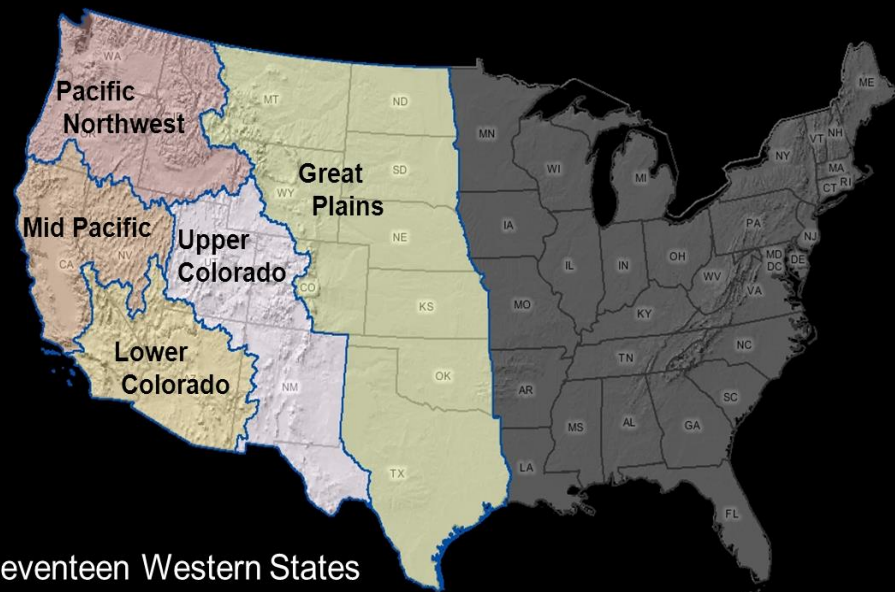 WA
Pacific
Northwest
OR
MT
ND
MN
ME
VT
NH
NY
MA
CT
RI
WI
MI
Great
Plains
SD
WY
Mid Pacific
CA
NV
Upper
Colorado
NE
IA
PA
NJ
IL
IN
OH
MD
DC
DE
WV
VA
CO
KS
MO
KY
Lower
Colorado
NM
OK
AR
TN
NC
SC
MS
AL
GA
TX
LA
FL
eventeen Western States